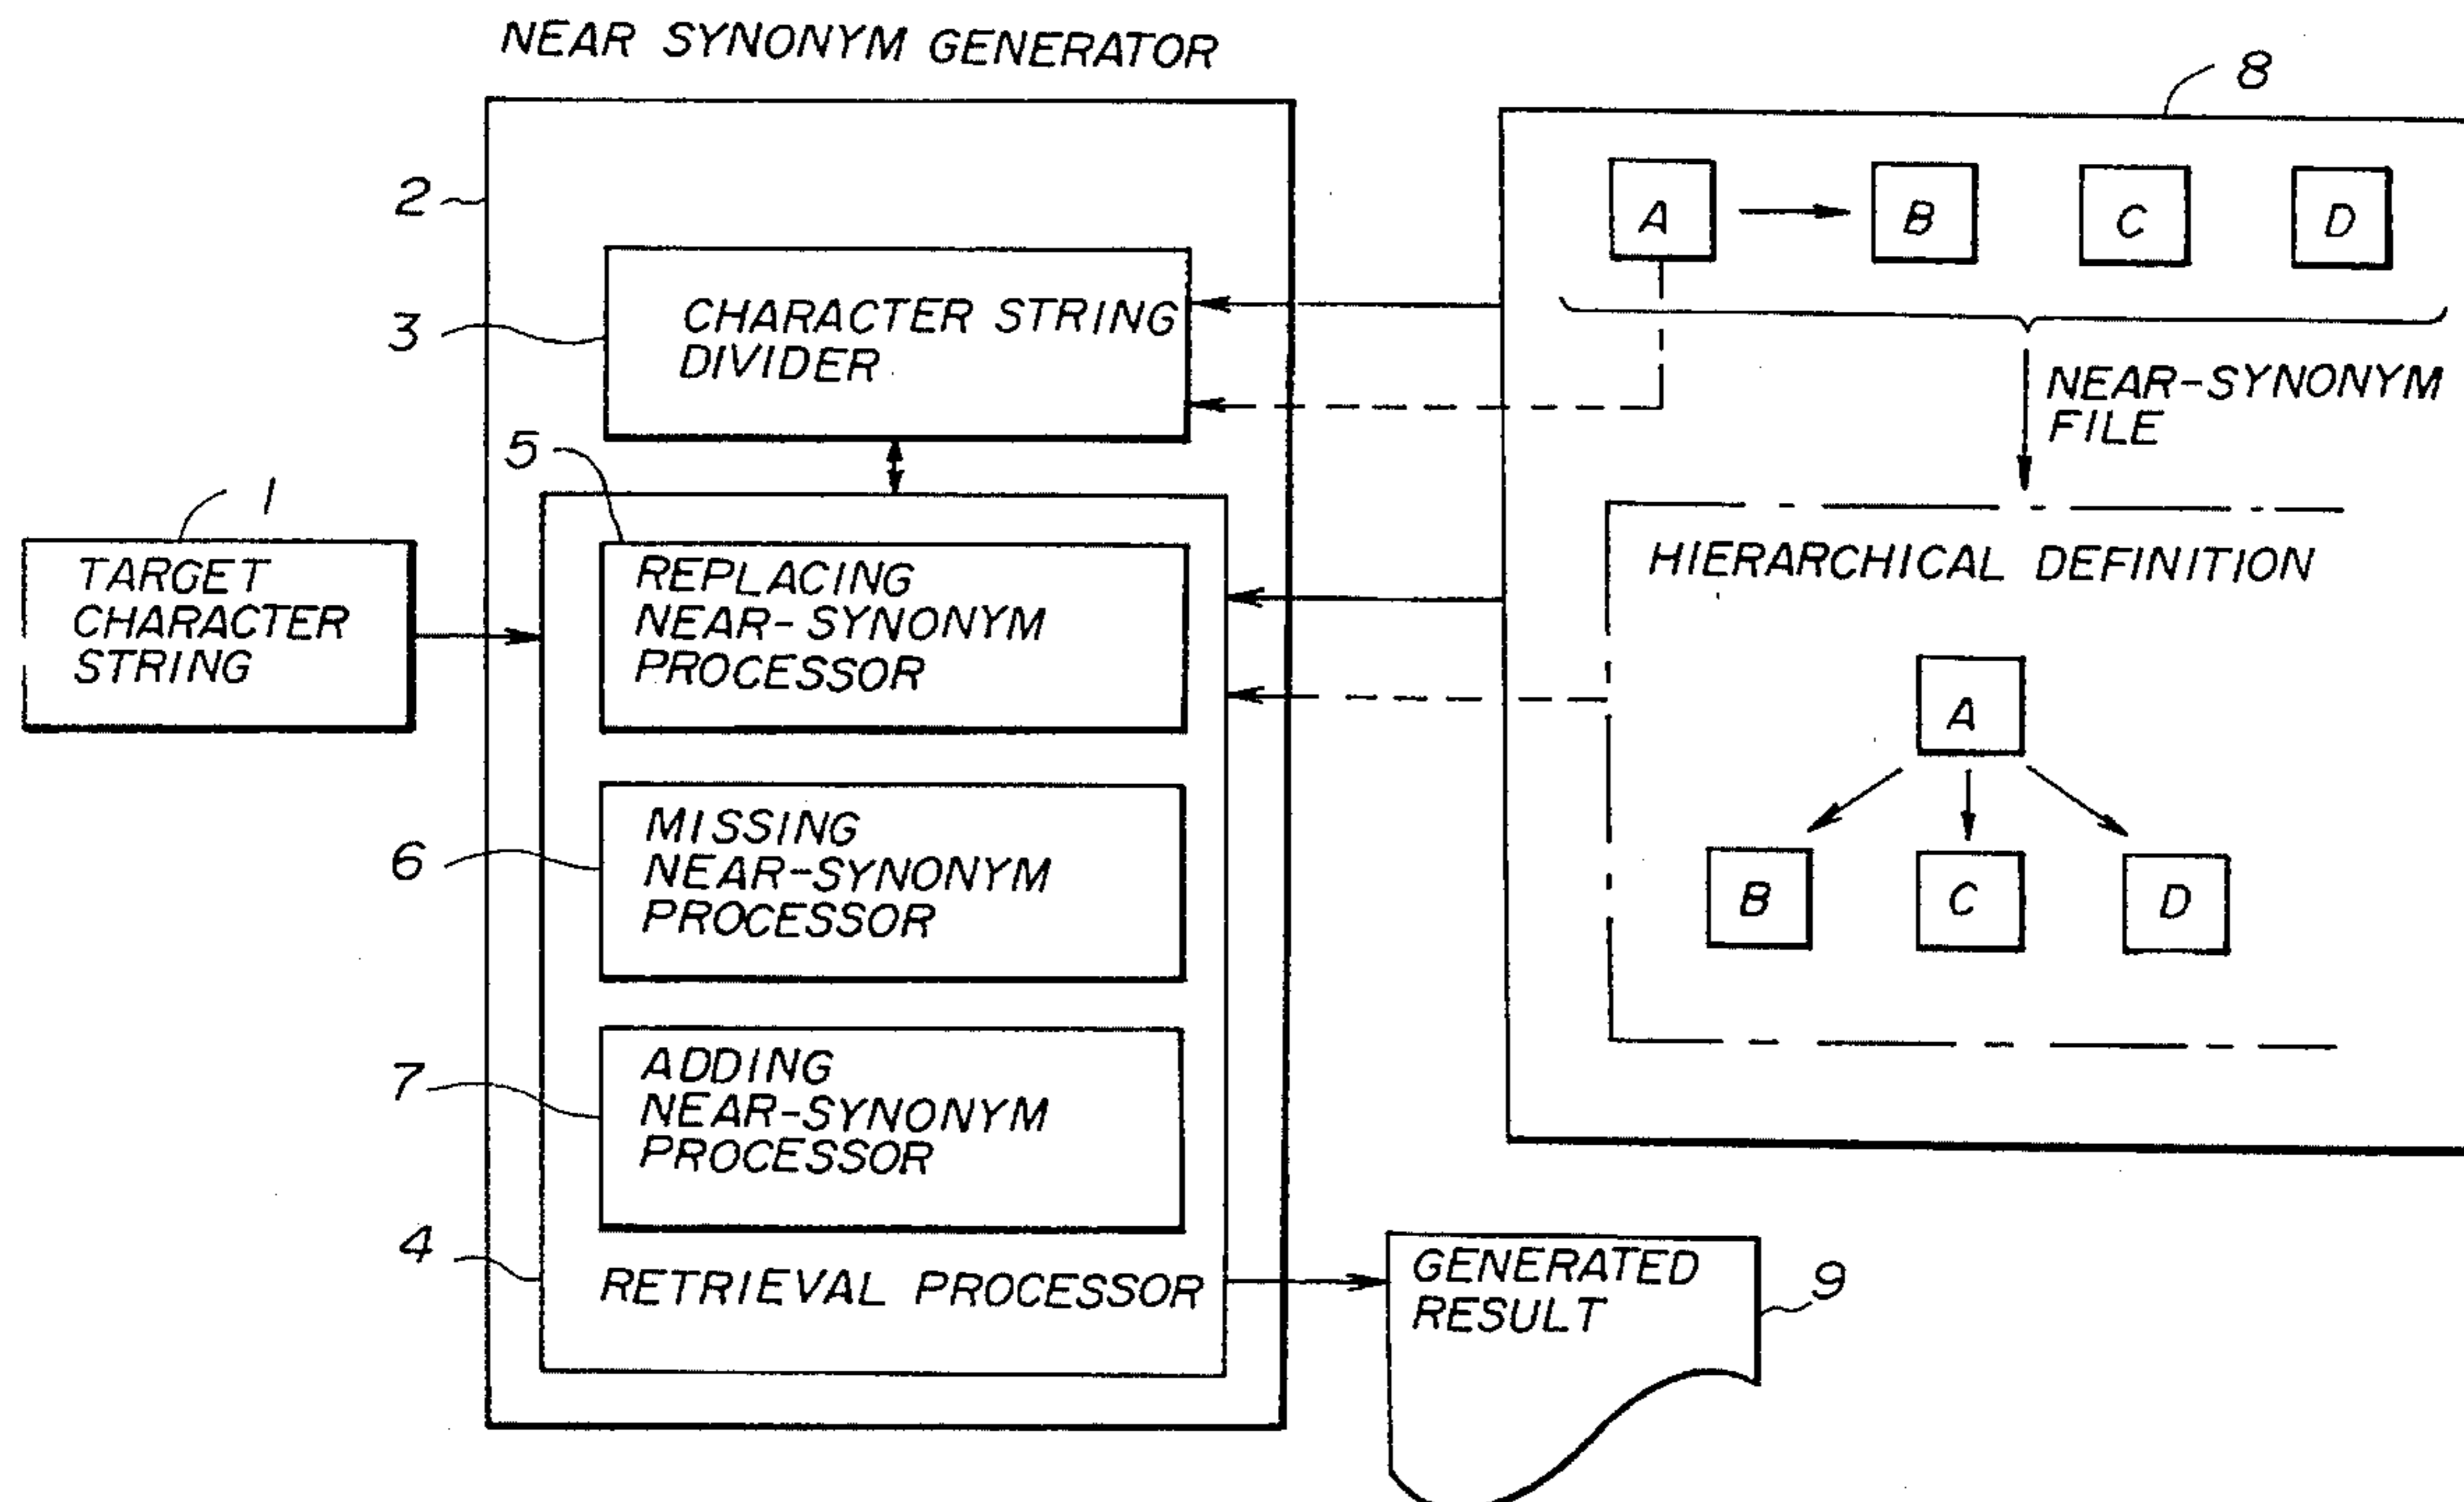 NEAR SYNONYM GENERATOR
8
2
A
B
C
D
3
CHARACTER STRING
DIVIDER
NEAR-SYNONYM
FILE
5
1
TARGET
CHARACTER
STRING
REPLACING
NEAR-SYNONYM
PROCESSOR
HIERARCHICAL DEFINITION
A
B
C
D
6
MISSING
NEAR-SYNONYM
PROCESSOR
7
ADDING
NEAR-SYNONYM
PROCESSOR
4
RETRIEVAL PROCESSOR
GENERATED
RESULT
9